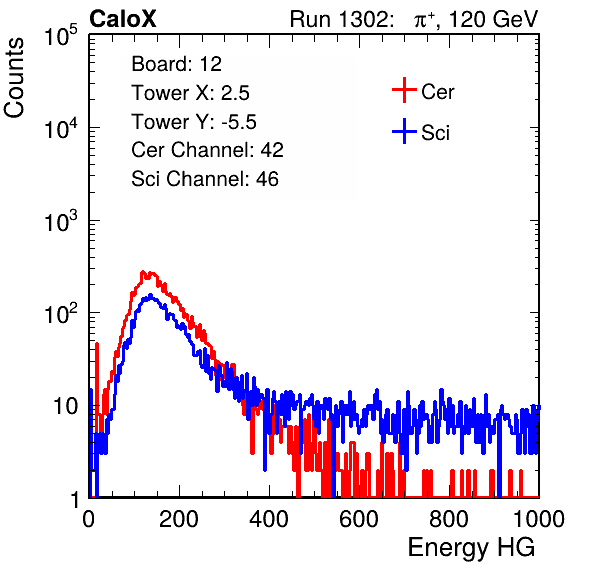 CaloX Run 1302: π⁺, 120 GeV
Counts
Board: 12
Tower X: 2.5
Tower Y: -5.5
Cer Channel: 42
Sci Channel: 46
Cer
Sci
10⁵
10⁴
10³
10²
10
1
0 200 400 600 800 1000
Energy HG